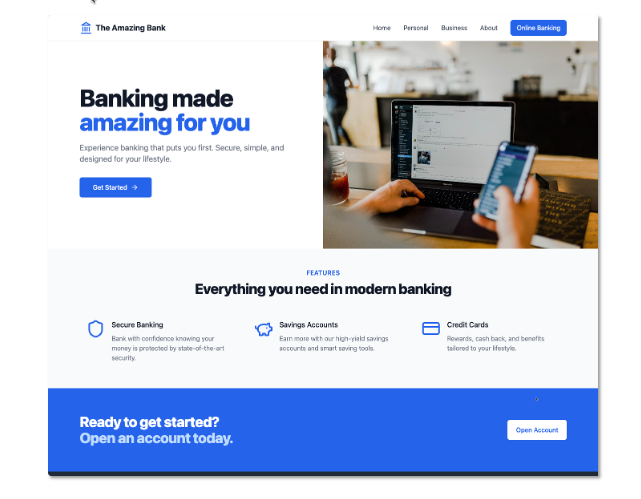 The Amazing Bank
Home Personal Business About Online Banking
Banking made
amazing for you
Experience banking that puts you first. Secure, simple, and
designed for your lifestyle.
Get Started →
FEATURES
Everything you need in modern banking
Secure Banking
Bank with confidence knowing your
money is protected by state-of-the-art
security.
Savings Accounts
Earn more with our high-yield savings
accounts and smart saving tools.
Credit Cards
Rewards, cash back, and benefits
tailored to your lifestyle.
Ready to get started?
Open an account today.
Open Account